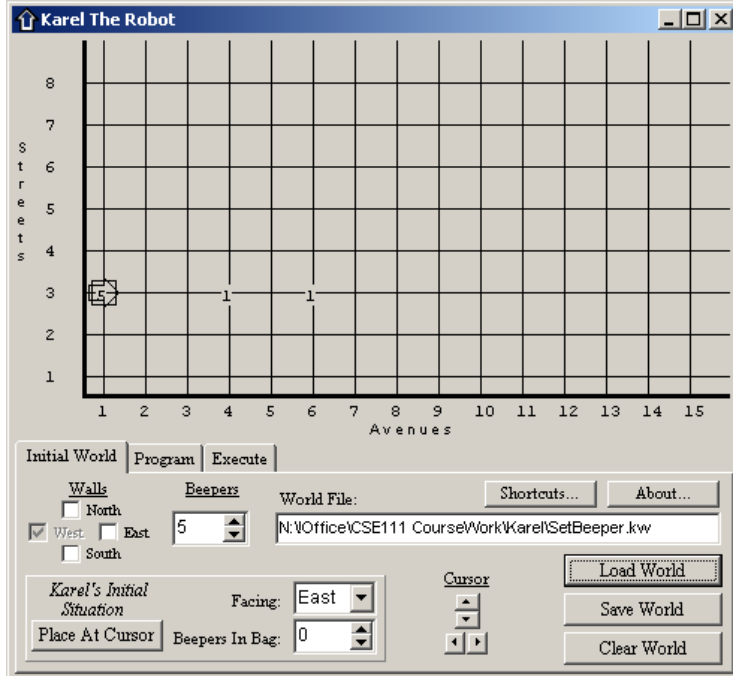 Karel The Robot
8
7
6
5
4
3
2
1
Streets
5 1 1
1 2 3 4 5 6 7 8 9 10 11 12 13 14 15
Avenues
Initial World Program Execute
Walls
North
West East
South
Beepers
5
World File:
Shortcuts... About...
N:\IOffice\CSE111 CourseWork\Karel\SetBeeper.kw
Karel's Initial
Situation
Place At Cursor
Facing: East
Beepers In Bag: 0
Cursor
Load World
Save World
Clear World